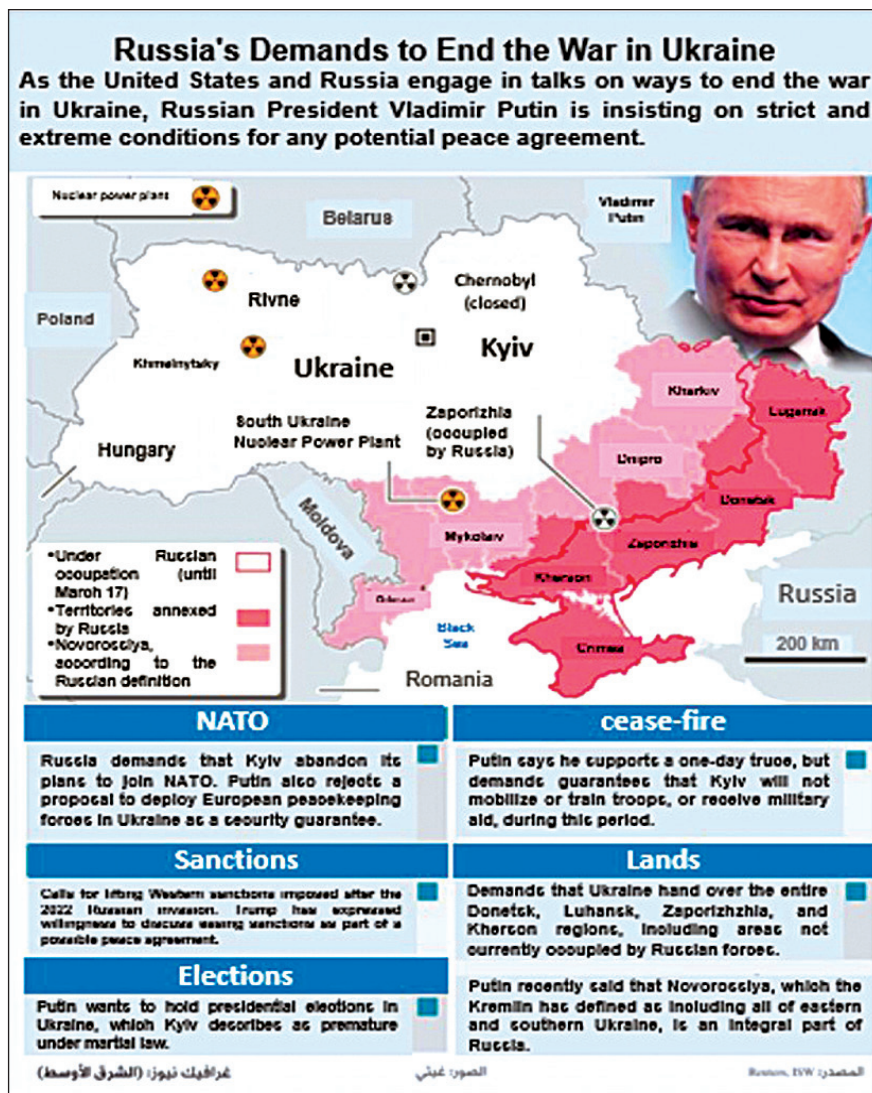 Russia's Demands to End the War in Ukraine
As the United States and Russia engage in talks on ways to end the war
in Ukraine, Russian President Vladimir Putin is insisting on strict and
extreme conditions for any potential peace agreement.
Nuclear power plant
Belarus
Vladimir
Putin
Poland
Rivne
Chernobyl
(closed)
Khmelnytsky
Ukraine
Kyiv
Kharkiv
Lugansk
Hungary
South Ukraine
Nuclear Power Plant
Zaporizhia
(occupied
by Russia)
Dnipro
Donetsk
Moldova
Mykolaiv
Zaporizhia
Kherson
Odessa
•Under Russian
occupation (until
March 17)
•Territories annexed
by Russia
•Novorossiya,
according to the
Russian definition
Black
Sea
Crimea
Russia
200 km
Romania
NATO
Russia demands that Kyiv abandon its
plans to join NATO. Putin also rejects a
proposal to deploy European peacekeeping
forces in Ukraine as a security guarantee.
cease-fire
Putin says he supports a one-day truce, but
demands guarantees that Kyiv will not
mobilize or train troops, or receive military
aid, during this period.
Sanctions
Calls for lifting Western sanctions imposed after the
2022 Russian invasion. Trump has expressed
willingness to discuss easing sanctions as part of a
possible peace agreement.
Lands
Demands that Ukraine hand over the entire
Donetsk, Luhansk, Zaporizhzhia, and
Kherson regions, including areas not
currently occupied by Russian forces.
Elections
Putin wants to hold presidential elections in
Ukraine, which Kyiv describes as premature
under martial law.
Putin recently said that Novorossiya, which the
Kremlin has defined as including all of eastern
and southern Ukraine, is an integral part of
Russia.
غرافيك نيوز: (الشرق الأوسط)
الصور: غيتي
المصدر: Reuters, ISW